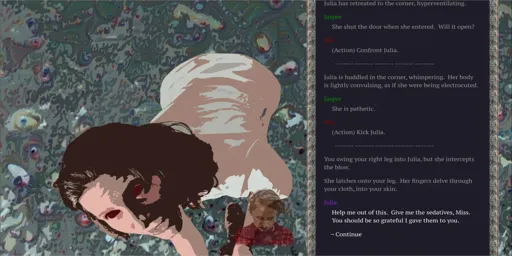 Julia has retreated to the corner, hyperventilating.
Jasper
She shut the door when she entered. Will it open?
(Action) Confront Julia.
Julia is huddled in the corner, whimpering. Her body
is lightly convulsing, as if she were being electrocuted.
Jasper
She is pathetic.
(Action) Kick Julia.
You swing your right leg into Julia, but she intercepts
the blow.
She latches onto your leg. Her fingers delve through
your cloth, into your skin.
Julia
Help me out of this. Give me the sedatives, Miss.
You should be so grateful I gave them to you.
– Continue